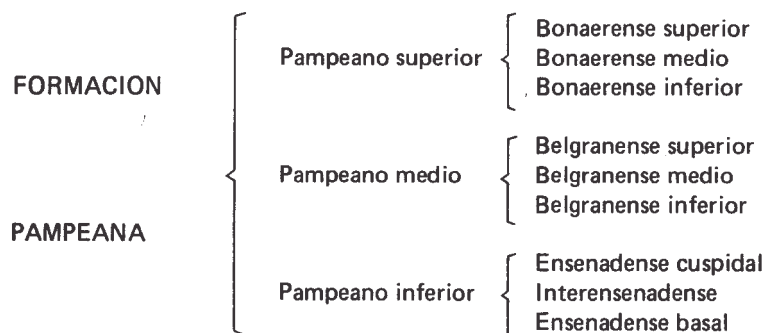 FORMACION
PAMPEANA
Pampeano superior
Bonaerense superior
Bonaerense medio
Bonaerense inferior
Pampeano medio
Belgranense superior
Belgranense medio
Belgranense inferior
Pampeano inferior
Ensenadense cuspidal
Interensenadense
Ensenadense basal